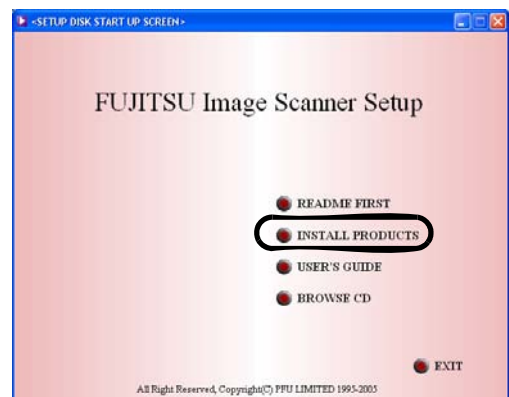 <SETUP DISK START UP SCREEN>
FUJITSU Image Scanner Setup
README FIRST
INSTALL PRODUCTS
USER'S GUIDE
BROWSE CD
EXIT
All Right Reserved, Copyright(C) PFU LIMITED 1995-2005